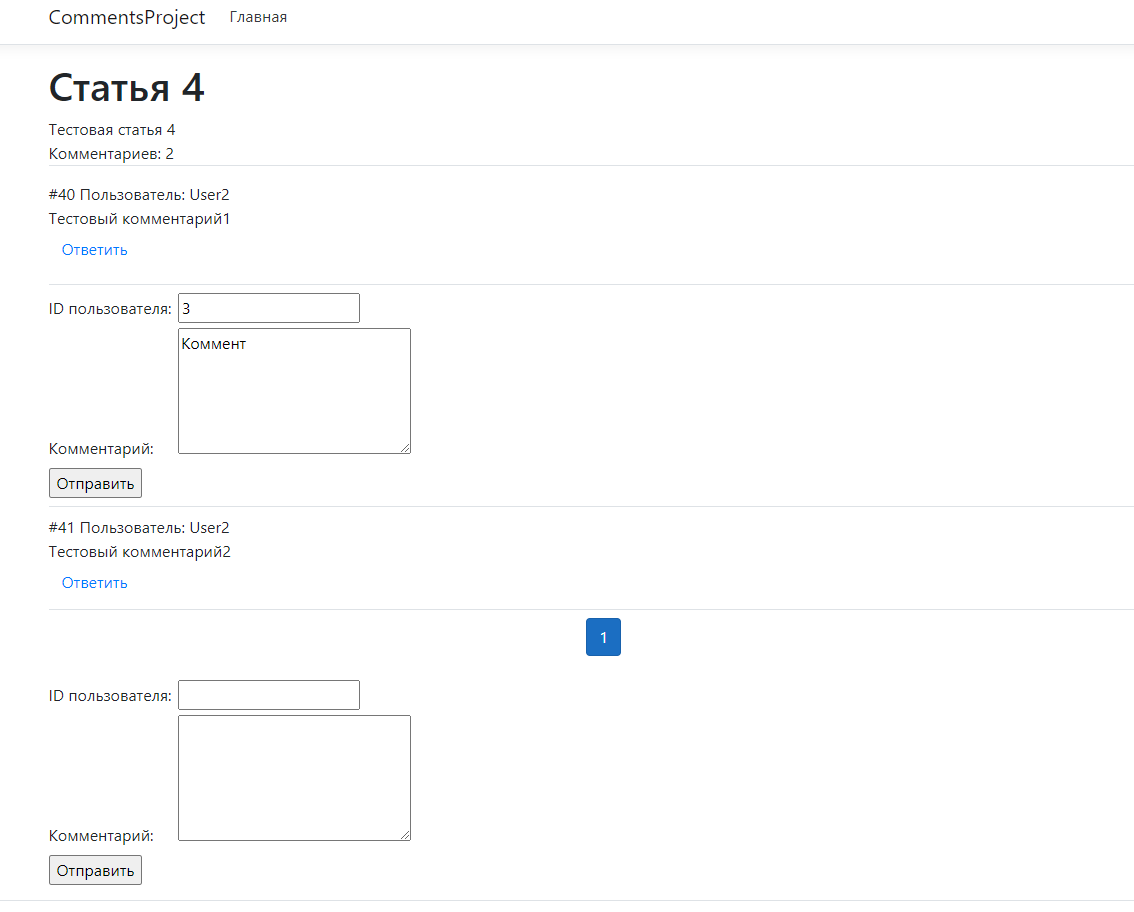 CommentsProject Главная
Статья 4
Тестовая статья 4
Комментариев: 2
#40 Пользователь: User2
Тестовый комментарий1
Ответить
ID пользователя: 3
Комментарий: Коммент
Отправить
#41 Пользователь: User2
Тестовый комментарий2
Ответить
1
ID пользователя:
Комментарий:
Отправить